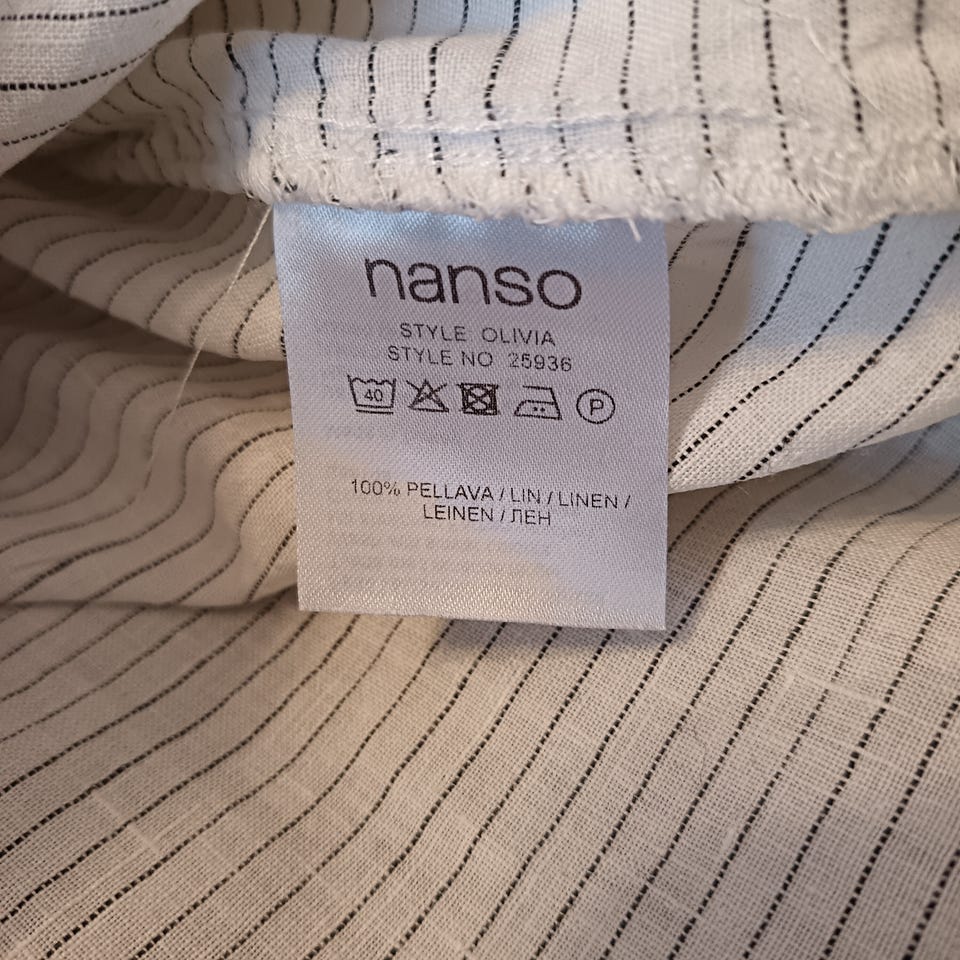 nanso
STYLE OLIVIA
STYLE NO 25936
40 P
100% PELLAVA / LIN / LINEN /
LEINEN / ЛЕН